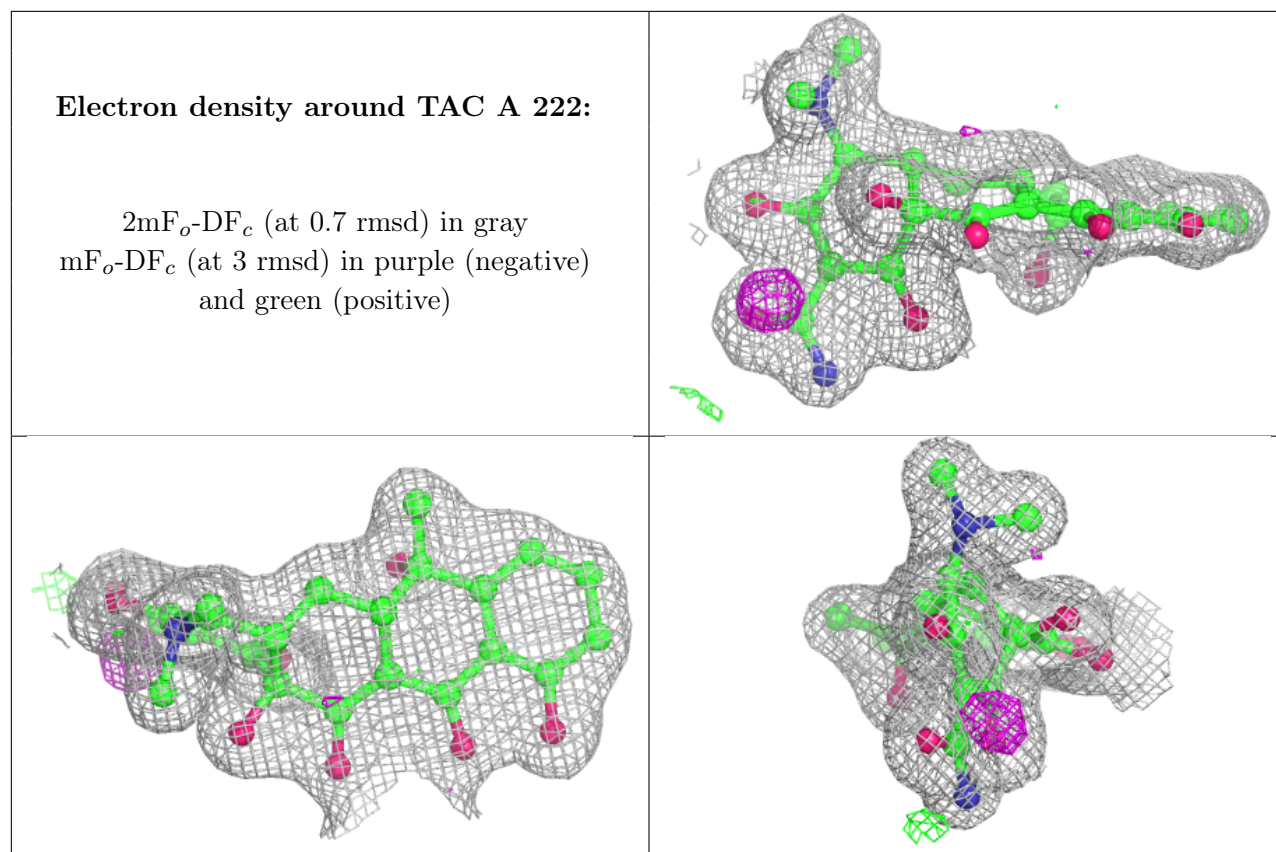 Electron density around TAC A 222:
2mFₒ-DF𝒸 (at 0.7 rmsd) in gray
mFₒ-DF𝒸 (at 3 rmsd) in purple (negative)
and green (positive)